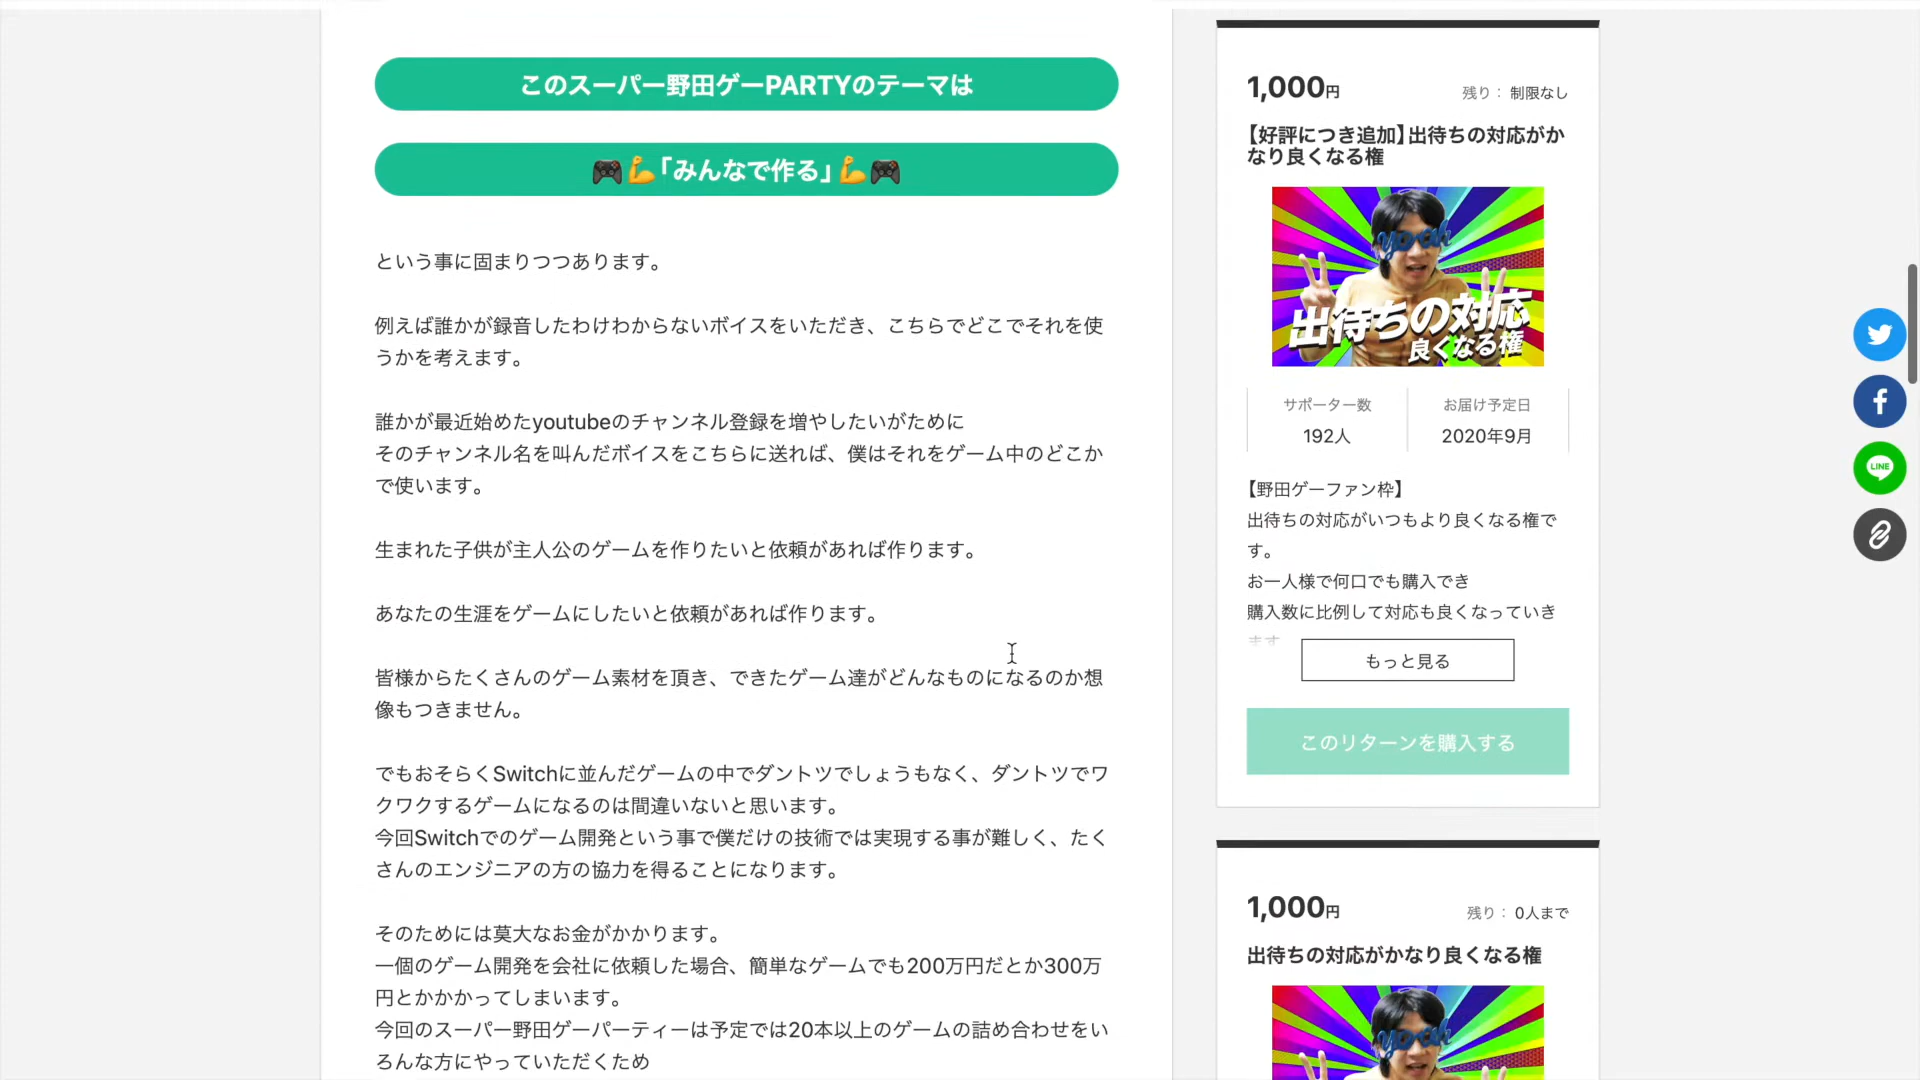 このスーパー野田ゲーPARTYのテーマは
🎮💪「みんなで作る」💪🎮
という事に固まりつつあります。
例えば誰かが録音したわけわからないボイスをいただき、こちらでどこでそれを使
うかを考えます。
誰かが最近始めたyoutubeのチャンネル登録を増やしたいがために
そのチャンネル名を叫んだボイスをこちらに送れば、僕はそれをゲーム中のどこか
で使います。
生まれた子供が主人公のゲームを作りたいと依頼があれば作ります。
あなたの生涯をゲームにしたいと依頼があれば作ります。
皆様からたくさんのゲーム素材を頂き、できたゲーム達がどんなものになるのか想
像もつきません。
でもおそらくSwitchに並んだゲームの中でダントツでしょうもなく、ダントツでワ
クワクするゲームになるのは間違いないと思います。
今回Switchでのゲーム開発という事で僕だけの技術では実現する事が難しく、たく
さんのエンジニアの方の協力を得ることになります。
そのためには莫大なお金がかかります。
一個のゲーム開発を会社に依頼した場合、簡単なゲームでも200万円だとか300万
円とかかかってしまいます。
今回のスーパー野田ゲーパーティーは予定では20本以上のゲームの詰め合わせをい
ろんな方にやっていただくため
1,000円
残り： 制限なし
【好評につき追加】出待ちの対応がか
なり良くなる権
yeah
出待ちの対応
良くなる権
サポーター数
お届け予定日
192人
2020年9月
【野田ゲーファン枠】
出待ちの対応がいつもより良くなる権で
す。
お一人様で何口でも購入でき
購入数に比例して対応も良くなっていき
ます
もっと見る
このリターンを購入する
1,000円
残り： 0人まで
出待ちの対応がかなり良くなる権
yeah
LINE